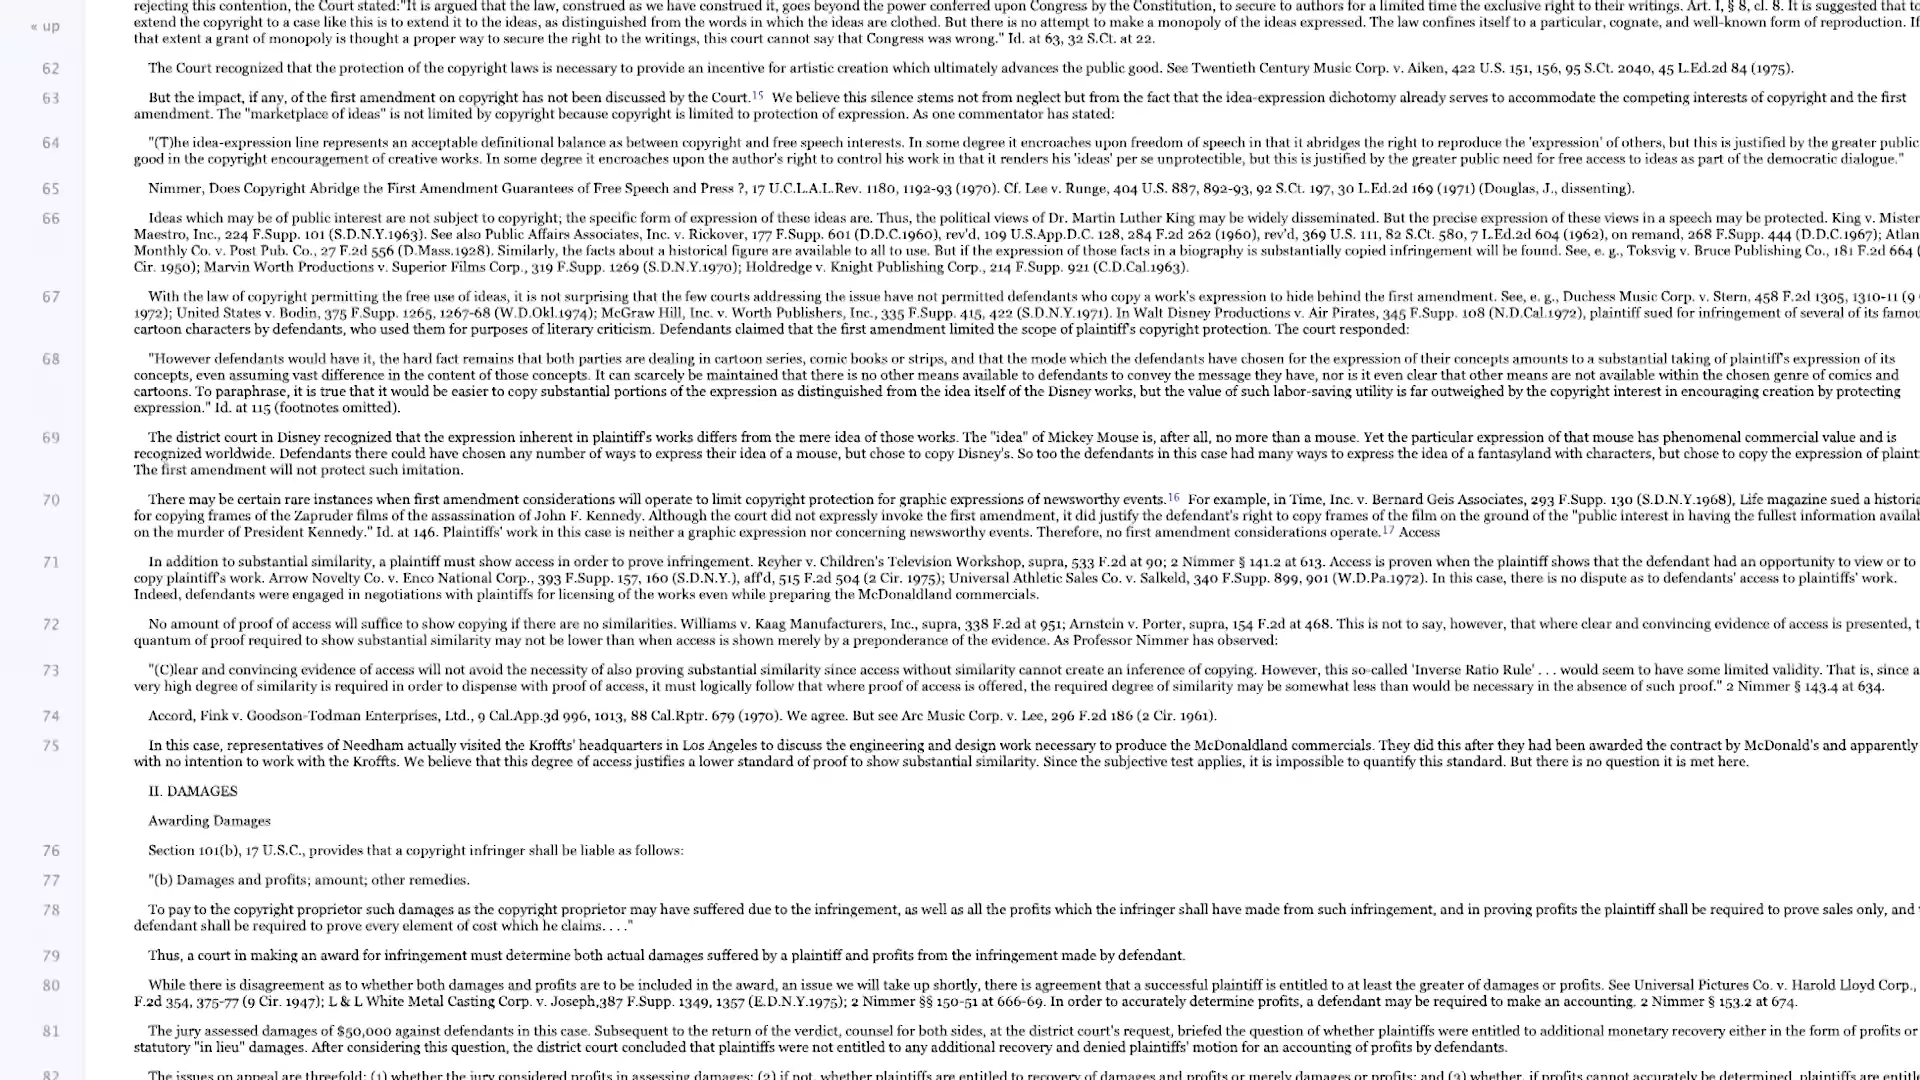 rejecting this contention, the Court stated:"It is argued that the law, construed as we have construed it, goes beyond the power conferred upon Congress by the Constitution, to secure to authors for a limited time the exclusive right to their writings. Art. I, § 8, cl. 8. It is suggested that to
« up
extend the copyright to a case like this is to extend it to the ideas, as distinguished from the words in which the ideas are clothed. But there is no attempt to make a monopoly of the ideas expressed. The law confines itself to a particular, cognate, and well-known form of reproduction. If
that extent a grant of monopoly is thought a proper way to secure the right to the writings, this court cannot say that Congress was wrong." Id. at 63, 32 S.Ct. at 22.
62 The Court recognized that the protection of the copyright laws is necessary to provide an incentive for artistic creation which ultimately advances the public good. See Twentieth Century Music Corp. v. Aiken, 422 U.S. 151, 156, 95 S.Ct. 2040, 45 L.Ed.2d 84 (1975).
63 But the impact, if any, of the first amendment on copyright has not been discussed by the Court.15 We believe this silence stems not from neglect but from the fact that the idea-expression dichotomy already serves to accommodate the competing interests of copyright and the first
amendment. The "marketplace of ideas" is not limited by copyright because copyright is limited to protection of expression. As one commentator has stated:
64 "(T)he idea-expression line represents an acceptable definitional balance as between copyright and free speech interests. In some degree it encroaches upon freedom of speech in that it abridges the right to reproduce the 'expression' of others, but this is justified by the greater public
good in the copyright encouragement of creative works. In some degree it encroaches upon the author's right to control his work in that it renders his 'ideas' per se unprotectible, but this is justified by the greater public need for free access to ideas as part of the democratic dialogue."
65 Nimmer, Does Copyright Abridge the First Amendment Guarantees of Free Speech and Press ?, 17 U.C.L.A.L.Rev. 1180, 1192-93 (1970). Cf. Lee v. Runge, 404 U.S. 887, 892-93, 92 S.Ct. 197, 30 L.Ed.2d 169 (1971) (Douglas, J., dissenting).
66 Ideas which may be of public interest are not subject to copyright; the specific form of expression of these ideas are. Thus, the political views of Dr. Martin Luther King may be widely disseminated. But the precise expression of these views in a speech may be protected. King v. Mister
Maestro, Inc., 224 F.Supp. 101 (S.D.N.Y.1963). See also Public Affairs Associates, Inc. v. Rickover, 177 F.Supp. 601 (D.D.C.1960), rev'd, 109 U.S.App.D.C. 128, 284 F.2d 262 (1960), rev'd, 369 U.S. 111, 82 S.Ct. 580, 7 L.Ed.2d 604 (1962), on remand, 268 F.Supp. 444 (D.D.C.1967); Atlan
Monthly Co. v. Post Pub. Co., 27 F.2d 556 (D.Mass.1928). Similarly, the facts about a historical figure are available to all to use. But if the expression of those facts in a biography is substantially copied infringement will be found. See, e. g., Toksvig v. Bruce Publishing Co., 181 F.2d 664 (
Cir. 1950); Marvin Worth Productions v. Superior Films Corp., 319 F.Supp. 1269 (S.D.N.Y.1970); Holdredge v. Knight Publishing Corp., 214 F.Supp. 921 (C.D.Cal.1963).
67 With the law of copyright permitting the free use of ideas, it is not surprising that the few courts addressing the issue have not permitted defendants who copy a work's expression to hide behind the first amendment. See, e. g., Duchess Music Corp. v. Stern, 458 F.2d 1305, 1310-11 (9
1972); United States v. Bodin, 375 F.Supp. 1265, 1267-68 (W.D.Okl.1974); McGraw Hill, Inc. v. Worth Publishers, Inc., 335 F.Supp. 415, 422 (S.D.N.Y.1971). In Walt Disney Productions v. Air Pirates, 345 F.Supp. 108 (N.D.Cal.1972), plaintiff sued for infringement of several of its famou
cartoon characters by defendants, who used them for purposes of literary criticism. Defendants claimed that the first amendment limited the scope of plaintiff's copyright protection. The court responded:
68 "However defendants would have it, the hard fact remains that both parties are dealing in cartoon series, comic books or strips, and that the mode which the defendants have chosen for the expression of their concepts amounts to a substantial taking of plaintiff's expression of its
concepts, even assuming vast difference in the content of those concepts. It can scarcely be maintained that there is no other means available to defendants to convey the message they have, nor is it even clear that other means are not available within the chosen genre of comics and
cartoons. To paraphrase, it is true that it would be easier to copy substantial portions of the expression as distinguished from the idea itself of the Disney works, but the value of such labor-saving utility is far outweighed by the copyright interest in encouraging creation by protecting
expression." Id. at 115 (footnotes omitted).
69 The district court in Disney recognized that the expression inherent in plaintiff's works differs from the mere idea of those works. The "idea" of Mickey Mouse is, after all, no more than a mouse. Yet the particular expression of that mouse has phenomenal commercial value and is
recognized worldwide. Defendants there could have chosen any number of ways to express their idea of a mouse, but chose to copy Disney's. So too the defendants in this case had many ways to express the idea of a fantasyland with characters, but chose to copy the expression of plaint
The first amendment will not protect such imitation.
70 There may be certain rare instances when first amendment considerations will operate to limit copyright protection for graphic expressions of newsworthy events.16 For example, in Time, Inc. v. Bernard Geis Associates, 293 F.Supp. 130 (S.D.N.Y.1968), Life magazine sued a historia
for copying frames of the Zapruder films of the assassination of John F. Kennedy. Although the court did not expressly invoke the first amendment, it did justify the defendant's right to copy frames of the film on the ground of the "public interest in having the fullest information availab
on the murder of President Kennedy." Id. at 146. Plaintiffs' work in this case is neither a graphic expression nor concerning newsworthy events. Therefore, no first amendment considerations operate.17 Access
71 In addition to substantial similarity, a plaintiff must show access in order to prove infringement. Reyher v. Children's Television Workshop, supra, 533 F.2d at 90; 2 Nimmer § 141.2 at 613. Access is proven when the plaintiff shows that the defendant had an opportunity to view or to
copy plaintiff's work. Arrow Novelty Co. v. Enco National Corp., 393 F.Supp. 157, 160 (S.D.N.Y.), aff'd, 515 F.2d 504 (2 Cir. 1975); Universal Athletic Sales Co. v. Salkeld, 340 F.Supp. 899, 901 (W.D.Pa.1972). In this case, there is no dispute as to defendants' access to plaintiffs' work.
Indeed, defendants were engaged in negotiations with plaintiffs for licensing of the works even while preparing the McDonaldland commercials.
72 No amount of proof of access will suffice to show copying if there are no similarities. Williams v. Kaag Manufacturers, Inc., supra, 338 F.2d at 951; Arnstein v. Porter, supra, 154 F.2d at 468. This is not to say, however, that where clear and convincing evidence of access is presented, t
quantum of proof required to show substantial similarity may not be lower than when access is shown merely by a preponderance of the evidence. As Professor Nimmer has observed:
73 "(C)lear and convincing evidence of access will not avoid the necessity of also proving substantial similarity since access without similarity cannot create an inference of copying. However, this so-called 'Inverse Ratio Rule' . . . would seem to have some limited validity. That is, since a
very high degree of similarity is required in order to dispense with proof of access, it must logically follow that where proof of access is offered, the required degree of similarity may be somewhat less than would be necessary in the absence of such proof." 2 Nimmer § 143.4 at 634.
74 Accord, Fink v. Goodson-Todman Enterprises, Ltd., 9 Cal.App.3d 996, 1013, 88 Cal.Rptr. 679 (1970). We agree. But see Arc Music Corp. v. Lee, 296 F.2d 186 (2 Cir. 1961).
75 In this case, representatives of Needham actually visited the Kroffts' headquarters in Los Angeles to discuss the engineering and design work necessary to produce the McDonaldland commercials. They did this after they had been awarded the contract by McDonald's and apparently
with no intention to work with the Kroffts. We believe that this degree of access justifies a lower standard of proof to show substantial similarity. Since the subjective test applies, it is impossible to quantify this standard. But there is no question it is met here.
II. DAMAGES
Awarding Damages
76 Section 101(b), 17 U.S.C., provides that a copyright infringer shall be liable as follows:
77 "(b) Damages and profits; amount; other remedies.
78 To pay to the copyright proprietor such damages as the copyright proprietor may have suffered due to the infringement, as well as all the profits which the infringer shall have made from such infringement, and in proving profits the plaintiff shall be required to prove sales only, and
defendant shall be required to prove every element of cost which he claims. . . ."
79 Thus, a court in making an award for infringement must determine both actual damages suffered by a plaintiff and profits from the infringement made by defendant.
80 While there is disagreement as to whether both damages and profits are to be included in the award, an issue we will take up shortly, there is agreement that a successful plaintiff is entitled to at least the greater of damages or profits. See Universal Pictures Co. v. Harold Lloyd Corp.,
F.2d 354, 375-77 (9 Cir. 1947); L & L White Metal Casting Corp. v. Joseph,387 F.Supp. 1349, 1357 (E.D.N.Y.1975); 2 Nimmer §§ 150-51 at 666-69. In order to accurately determine profits, a defendant may be required to make an accounting. 2 Nimmer § 153.2 at 674.
81 The jury assessed damages of $50,000 against defendants in this case. Subsequent to the return of the verdict, counsel for both sides, at the district court's request, briefed the question of whether plaintiffs were entitled to additional monetary recovery either in the form of profits or
statutory "in lieu" damages. After considering this question, the district court concluded that plaintiffs were not entitled to any additional recovery and denied plaintiffs' motion for an accounting of profits by defendants.
82 The issues on appeal are threefold: (1) whether the jury considered profits in assessing damages; (2) if not, whether plaintiffs are entitled to recovery of damages and profits or merely damages or profits; and (3) whether, if profits cannot accurately be determined, plaintiffs are entitle